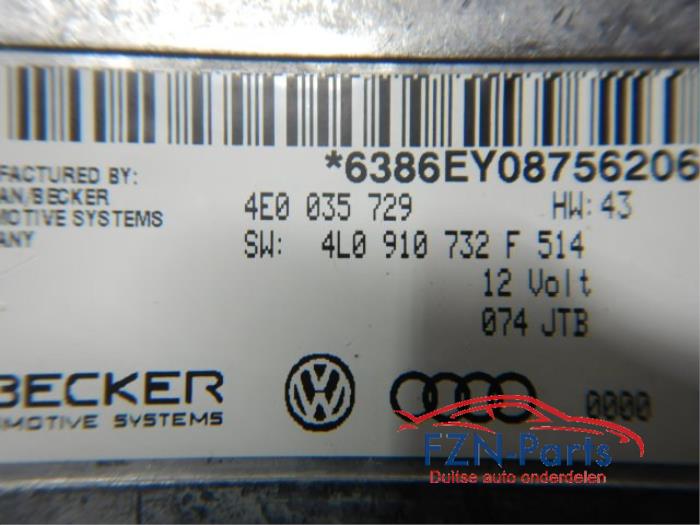 *6386EY08756206
FACTURED BY:
AN/BECKER
MOTIVE SYSTEMS
ANY
4E0 035 729 HW: 43
SW: 4L0 910 732 F 514
12 Volt
074 JTB
BECKER
OMOTIVE SYSTEMS
0000
FZN-Parts
Duitse auto onderdelen